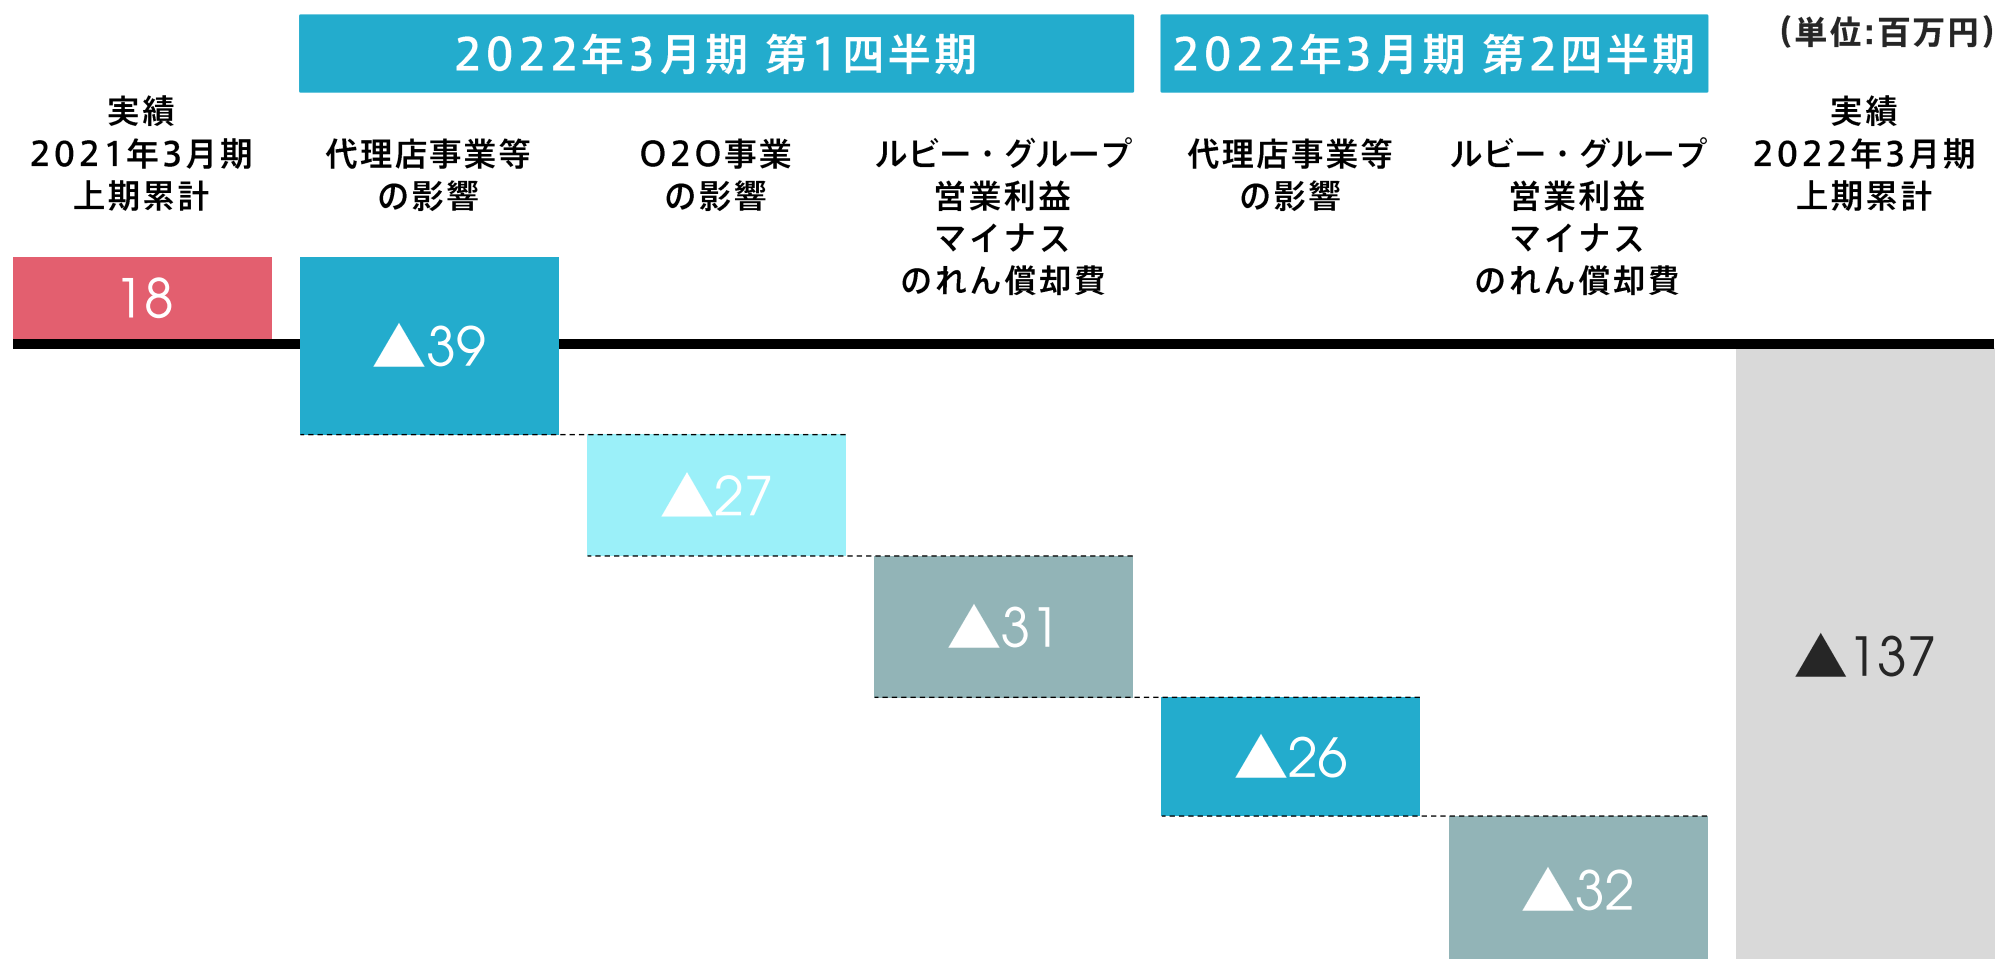 (単位:百万円)
2022年3月期 第1四半期
2022年3月期 第2四半期
実績
2021年3月期
上期累計
代理店事業等
の影響
O2O事業
の影響
ルビー・グループ
営業利益
マイナス
のれん償却費
代理店事業等
の影響
ルビー・グループ
営業利益
マイナス
のれん償却費
実績
2022年3月期
上期累計
18
▲39
▲27
▲31
▲26
▲32
▲137